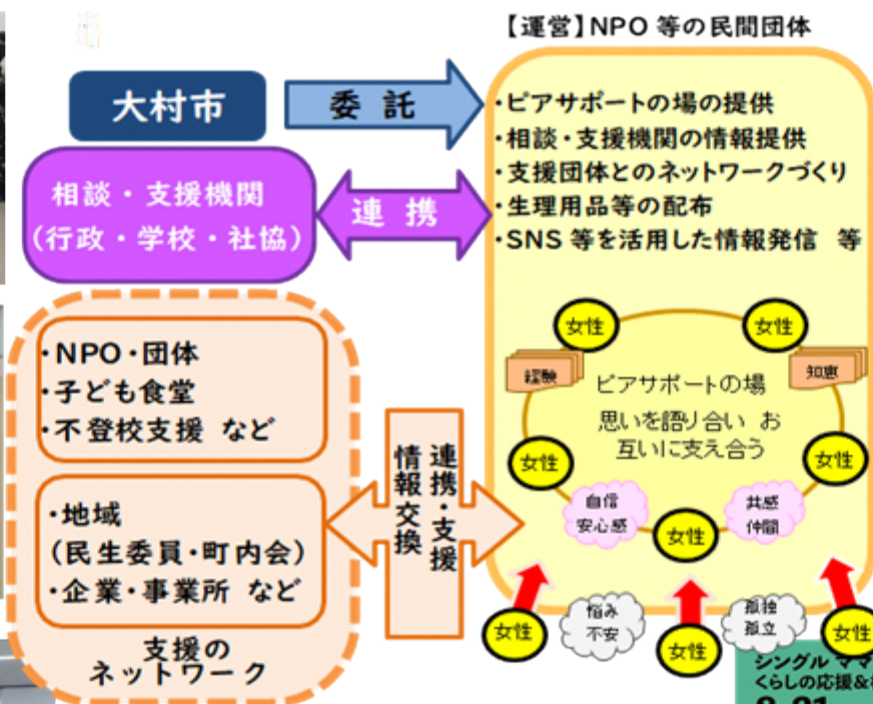 【運営】NPO 等の民間団体
大村市
委 託
・ピアサポートの場の提供
・相談・支援機関の情報提供
・支援団体とのネットワークづくり
・生理用品等の配布
・SNS 等を活用した情報発信 等
相談・支援機関
(行政・学校・社協)
連 携
・NPO・団体
・子ども食堂
・不登校支援 など
・地域
(民生委員・町内会)
・企業・事業所 など
支援の
ネットワーク
連携・支援
情報交換
女性
女性
経験
知恵
ピアサポートの場
思いを語り合い お
互いに支え合う
女性
女性
自信
安心感
共感
仲間
女性
女性
悩み
不安
女性
孤独
孤立
女性
シングル ママ
くらしの応援&